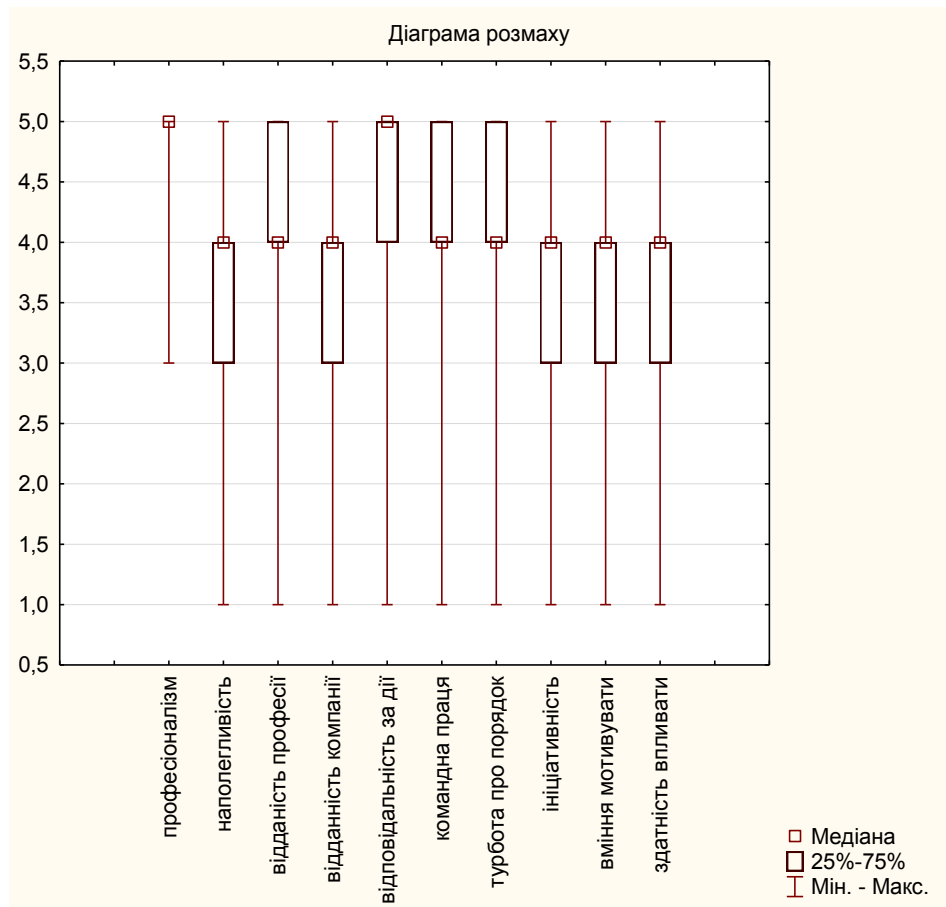 Діаграма розмаху
5,5
5,0
4,5
4,0
3,5
3,0
2,5
2,0
1,5
1,0
0,5
професіоналізм
наполегливість
відданість професії
відданність компанії
відповідальність за дії
командна праця
турбота про порядок
ініціативність
вміння мотивувати
здатність впливати
Медіана
25%-75%
Мін. - Макс.